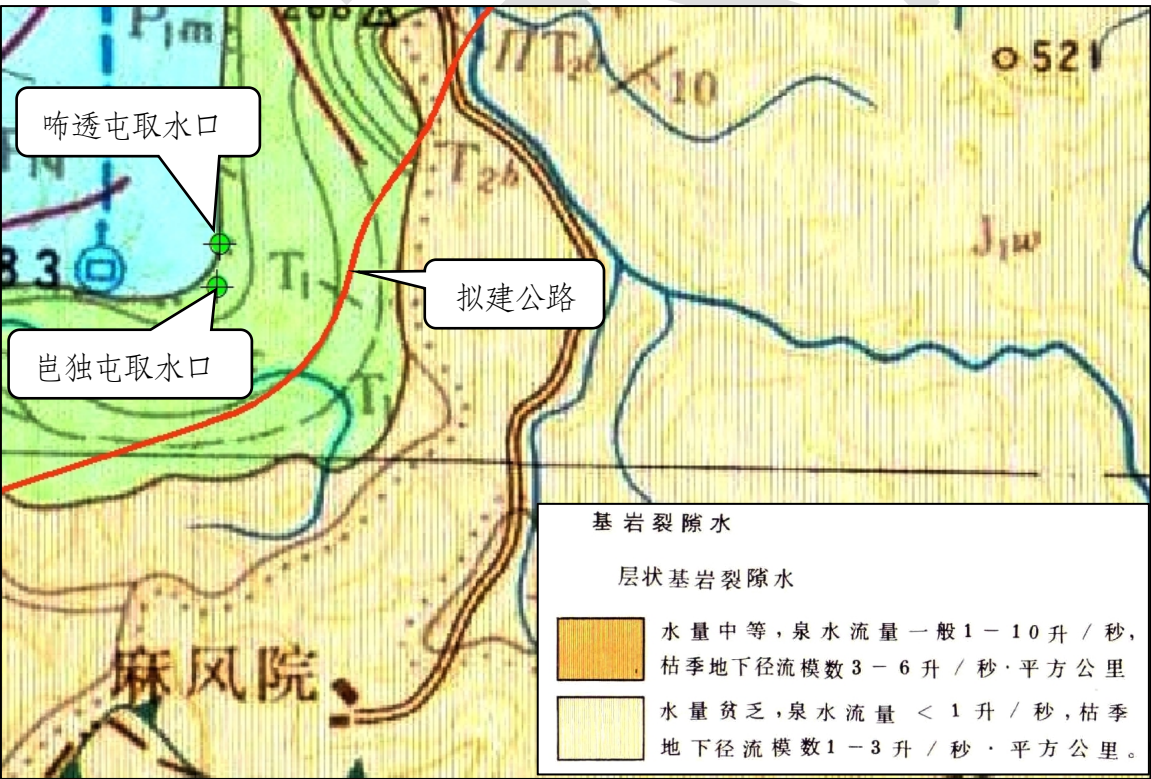 P₁m
268
ΠT₂b
10
521
咘透屯取水口
T₂b
J₁w
83
T₁
拟建公路
岜独屯取水口
T₁
基岩裂隙水
层状基岩裂隙水
水量中等,泉水流量一般1-10升/秒,
枯季地下径流模数3-6升/秒·平方公里
水量贫乏,泉水流量<1升/秒,枯季
地下径流模数1-3升/秒·平方公里。
麻风院